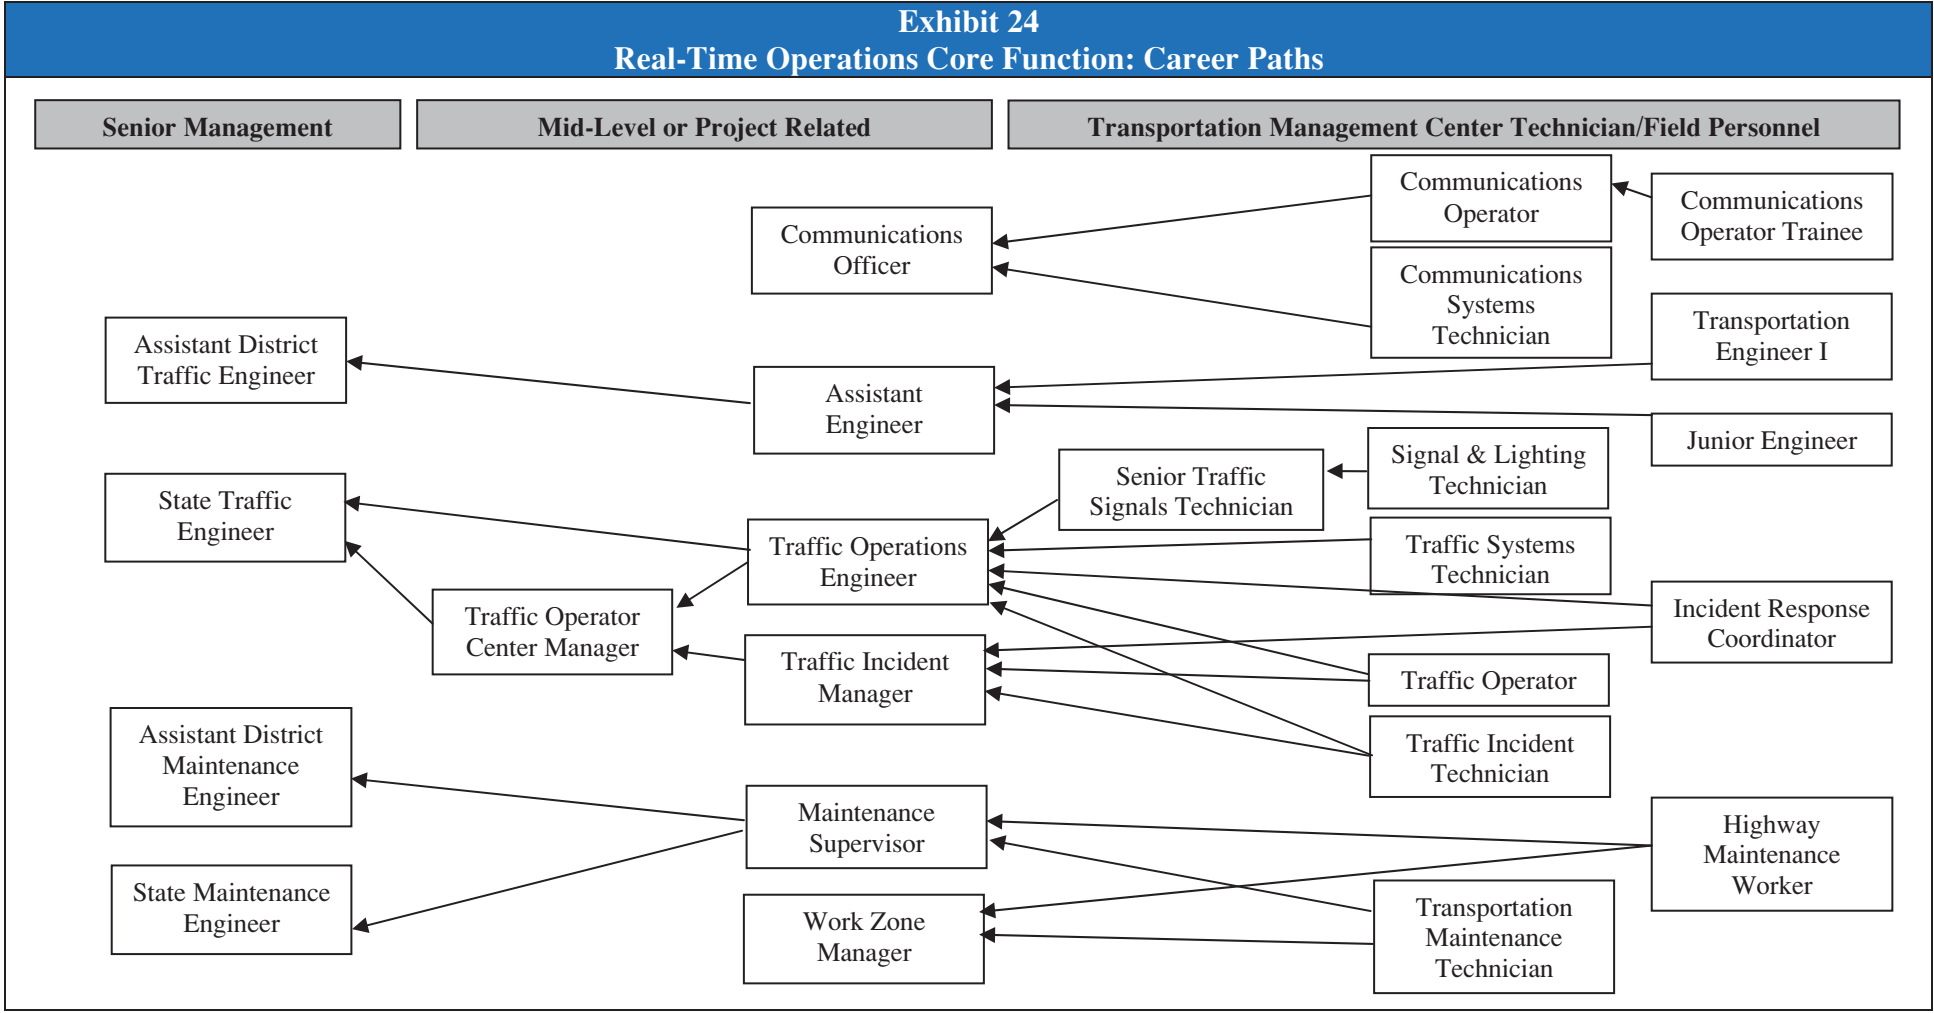 Exhibit 24
Real-Time Operations Core Function: Career Paths
Senior Management
Mid-Level or Project Related
Transportation Management Center Technician/Field Personnel
Communications
Operator
Communications
Operator Trainee
Communications
Officer
Communications
Systems
Technician
Transportation
Engineer I
Assistant District
Traffic Engineer
Assistant
Engineer
Junior Engineer
Signal & Lighting
Technician
Senior Traffic
Signals Technician
State Traffic
Engineer
Traffic Operations
Engineer
Traffic Systems
Technician
Incident Response
Coordinator
Traffic Operator
Center Manager
Traffic Incident
Manager
Traffic Operator
Traffic Incident
Technician
Assistant District
Maintenance
Engineer
Maintenance
Supervisor
Highway
Maintenance
Worker
State Maintenance
Engineer
Work Zone
Manager
Transportation
Maintenance
Technician